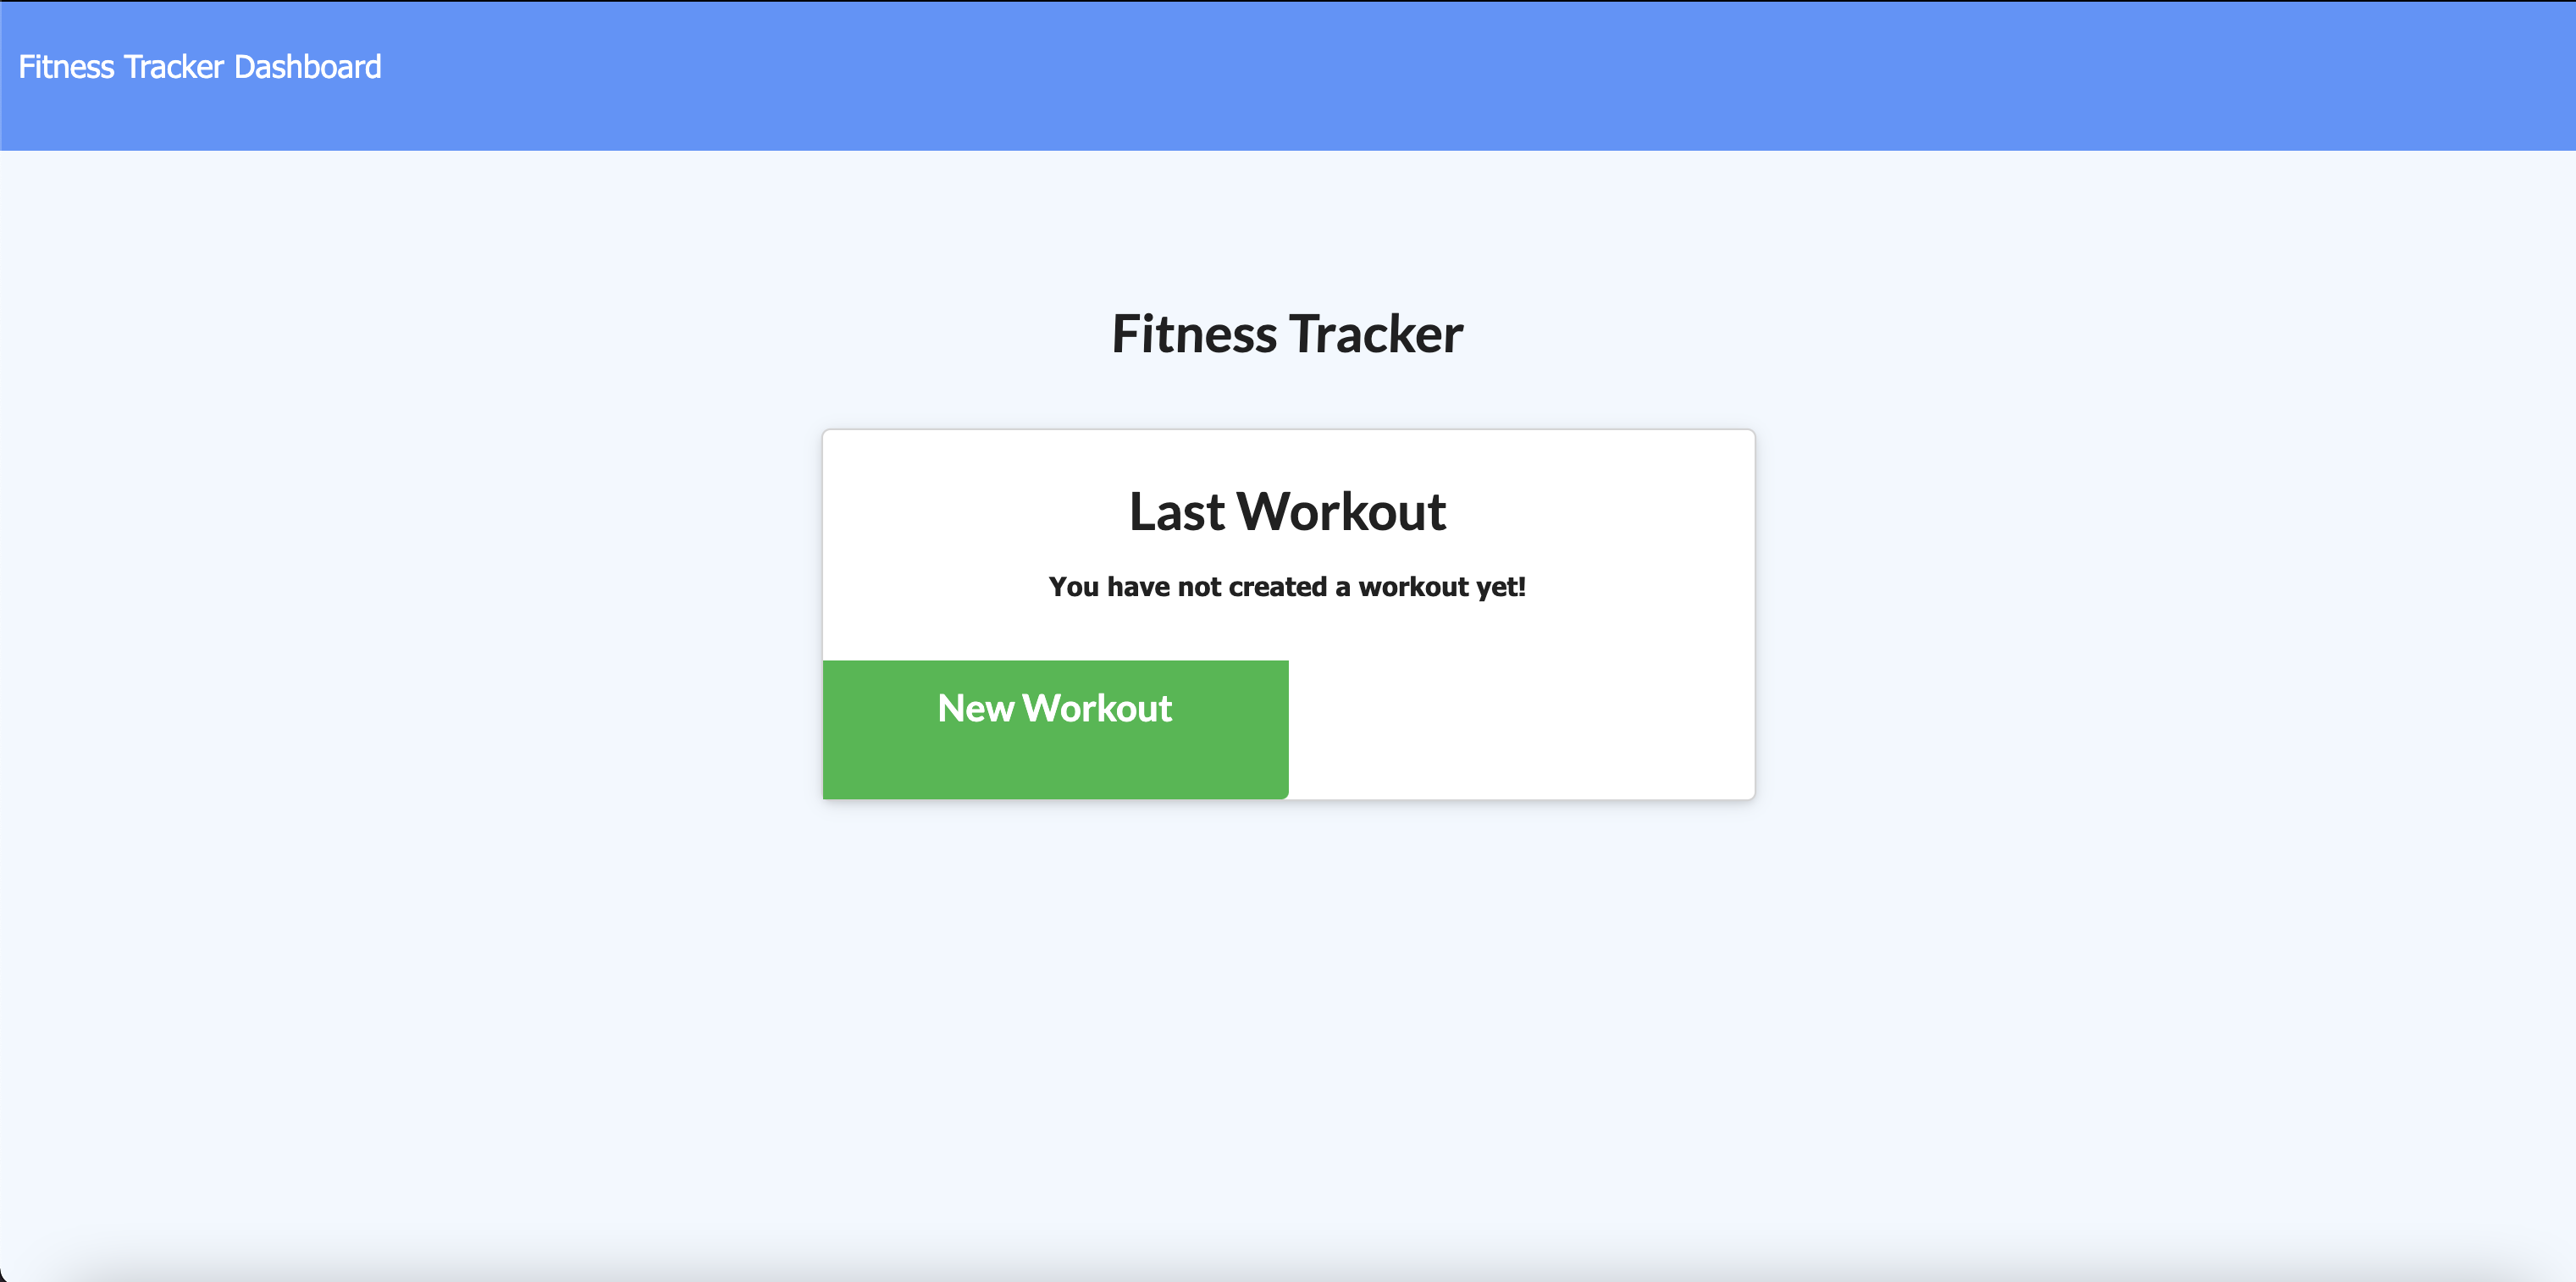 Fitness Tracker Dashboard
Fitness Tracker
Last Workout
You have not created a workout yet!
New Workout